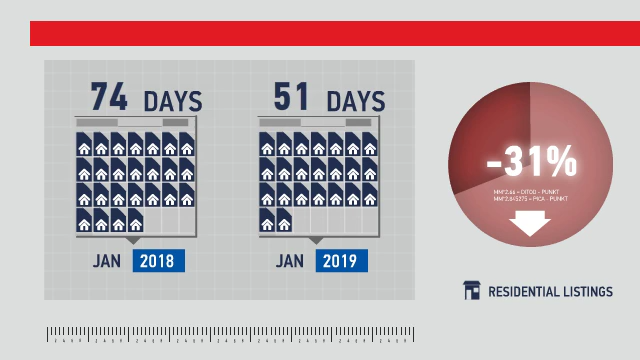 74 DAYS
51 DAYS
JAN 2018
JAN 2019
-31%
RESIDENTIAL LISTINGS